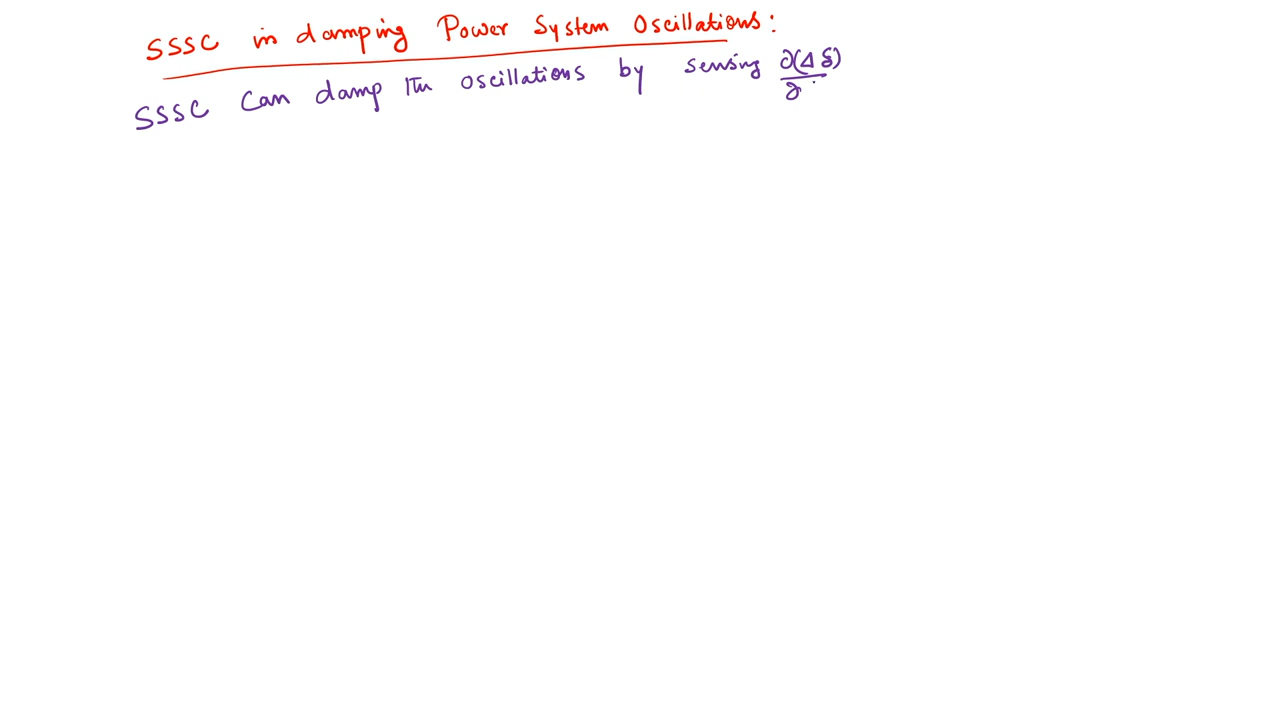 SSSC in damping Power System Oscillations:
SSSC Can damp the oscillations by sensing ∂(Δδ)/∂